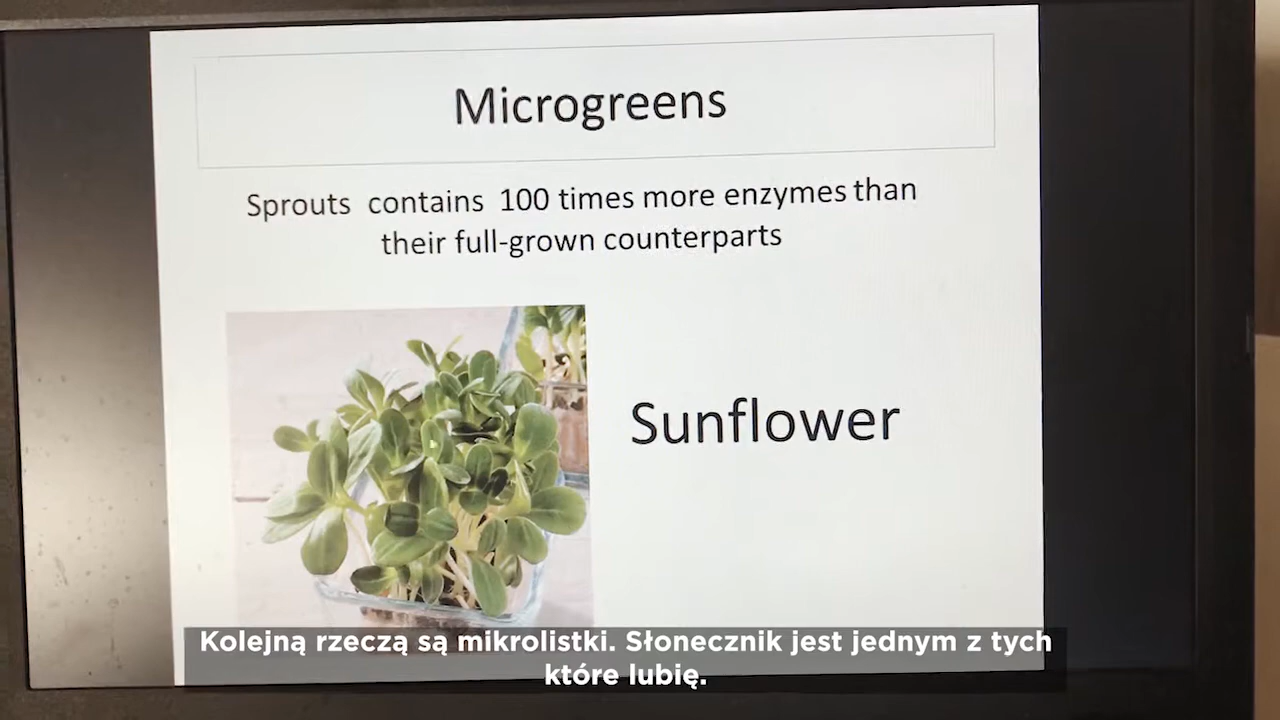 Microgreens
Sprouts contains 100 times more enzymes than
their full-grown counterparts
Sunflower
Kolejną rzeczą są mikrolistki. Słonecznik jest jednym z tych
które lubię.